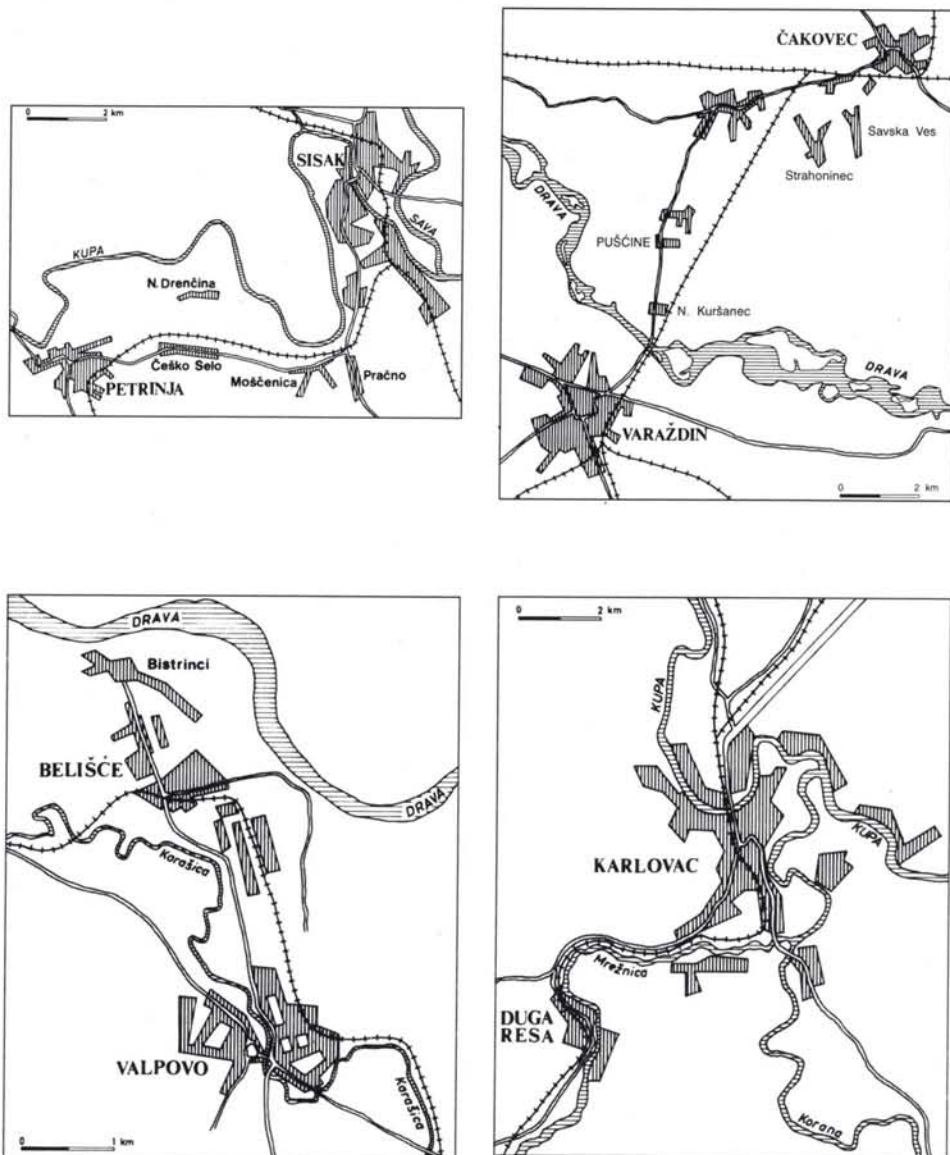 0 2 km
SISAK
SAVA
KUPA
N. Drenčina
Češko Selo
Moščenica
Pračno
PETRINJA
ČAKOVEC
Savska Ves
Strahoninec
DRAVA
PUŠĆINE
N. Kuršanec
DRAVA
VARAŽDIN
0 2 km
DRAVA
Bistrinci
BELIŠĆE
DRAVA
Karašica
VALPOVO
Karašica
0 1 km
0 2 km
KUPA
KUPA
KARLOVAC
Mrežnica
DUGA
RESA
Korana